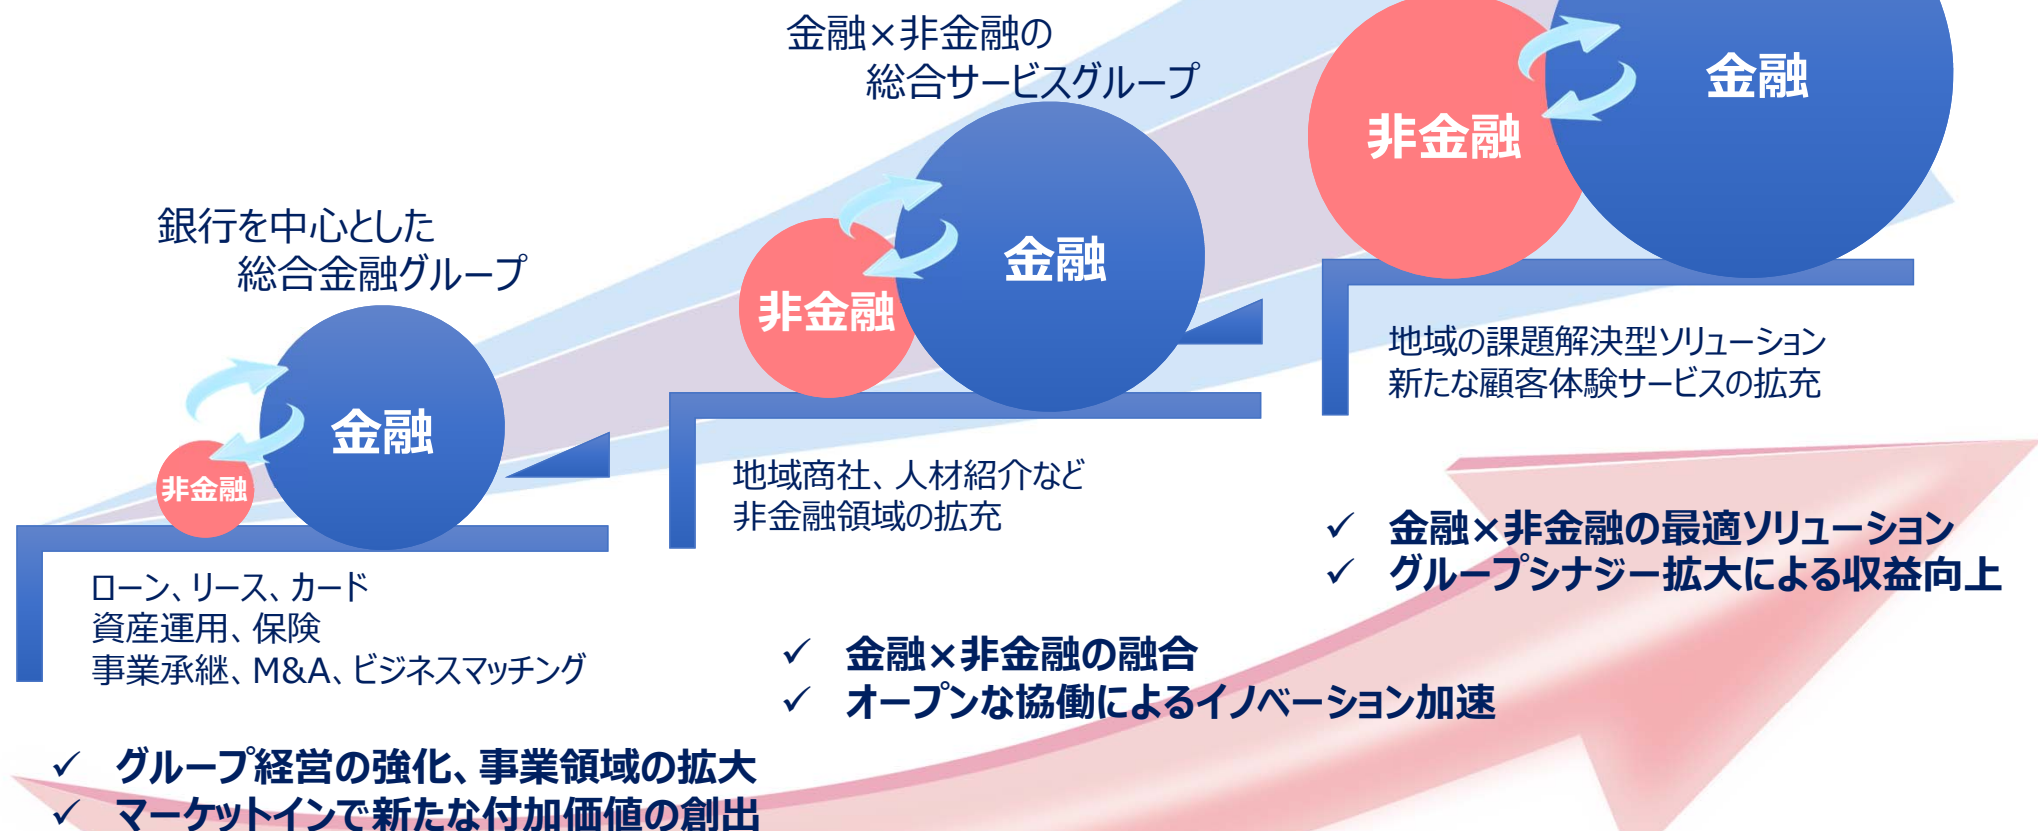 銀行を中心とした
総合金融グループ
金融
非金融
ローン、リース、カード
資産運用、保険
事業承継、M&A、ビジネスマッチング
✓ グループ経営の強化、事業領域の拡大
✓ マーケットインで新たな付加価値の創出
金融×非金融の
総合サービスグループ
金融
非金融
地域商社、人材紹介など
非金融領域の拡充
✓ 金融×非金融の融合
✓ オープンな協働によるイノベーション加速
金融
非金融
地域の課題解決型ソリューション
新たな顧客体験サービスの拡充
✓ 金融×非金融の最適ソリューション
✓ グループシナジー拡大による収益向上